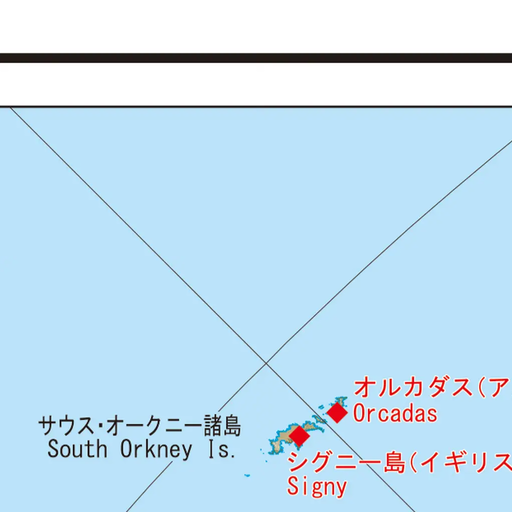 オルカダス(ア
Orcadas
サウス・オークニー諸島
South Orkney Is.
シグニー島(イギリス
Signy